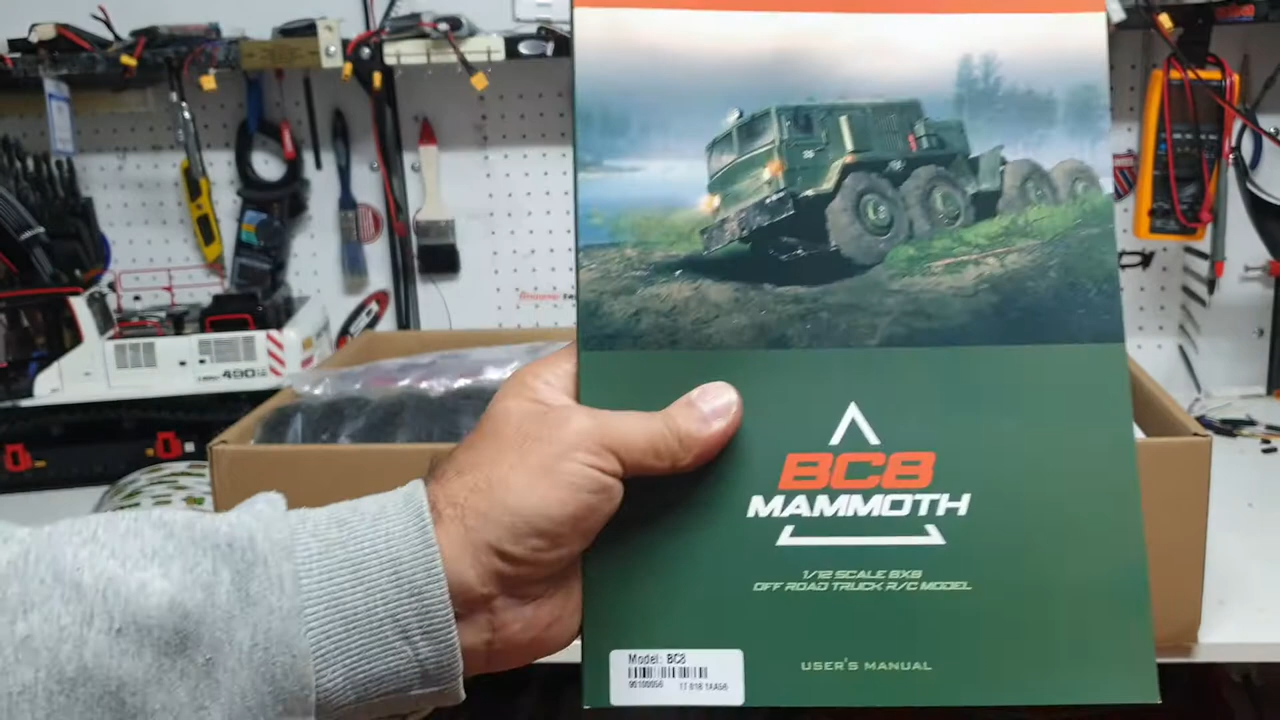 BC8
MAMMOTH
1/12 SCALE 8X8
OFF ROAD TRUCK R/C MODEL
USER'S MANUAL
Model: BC8
490